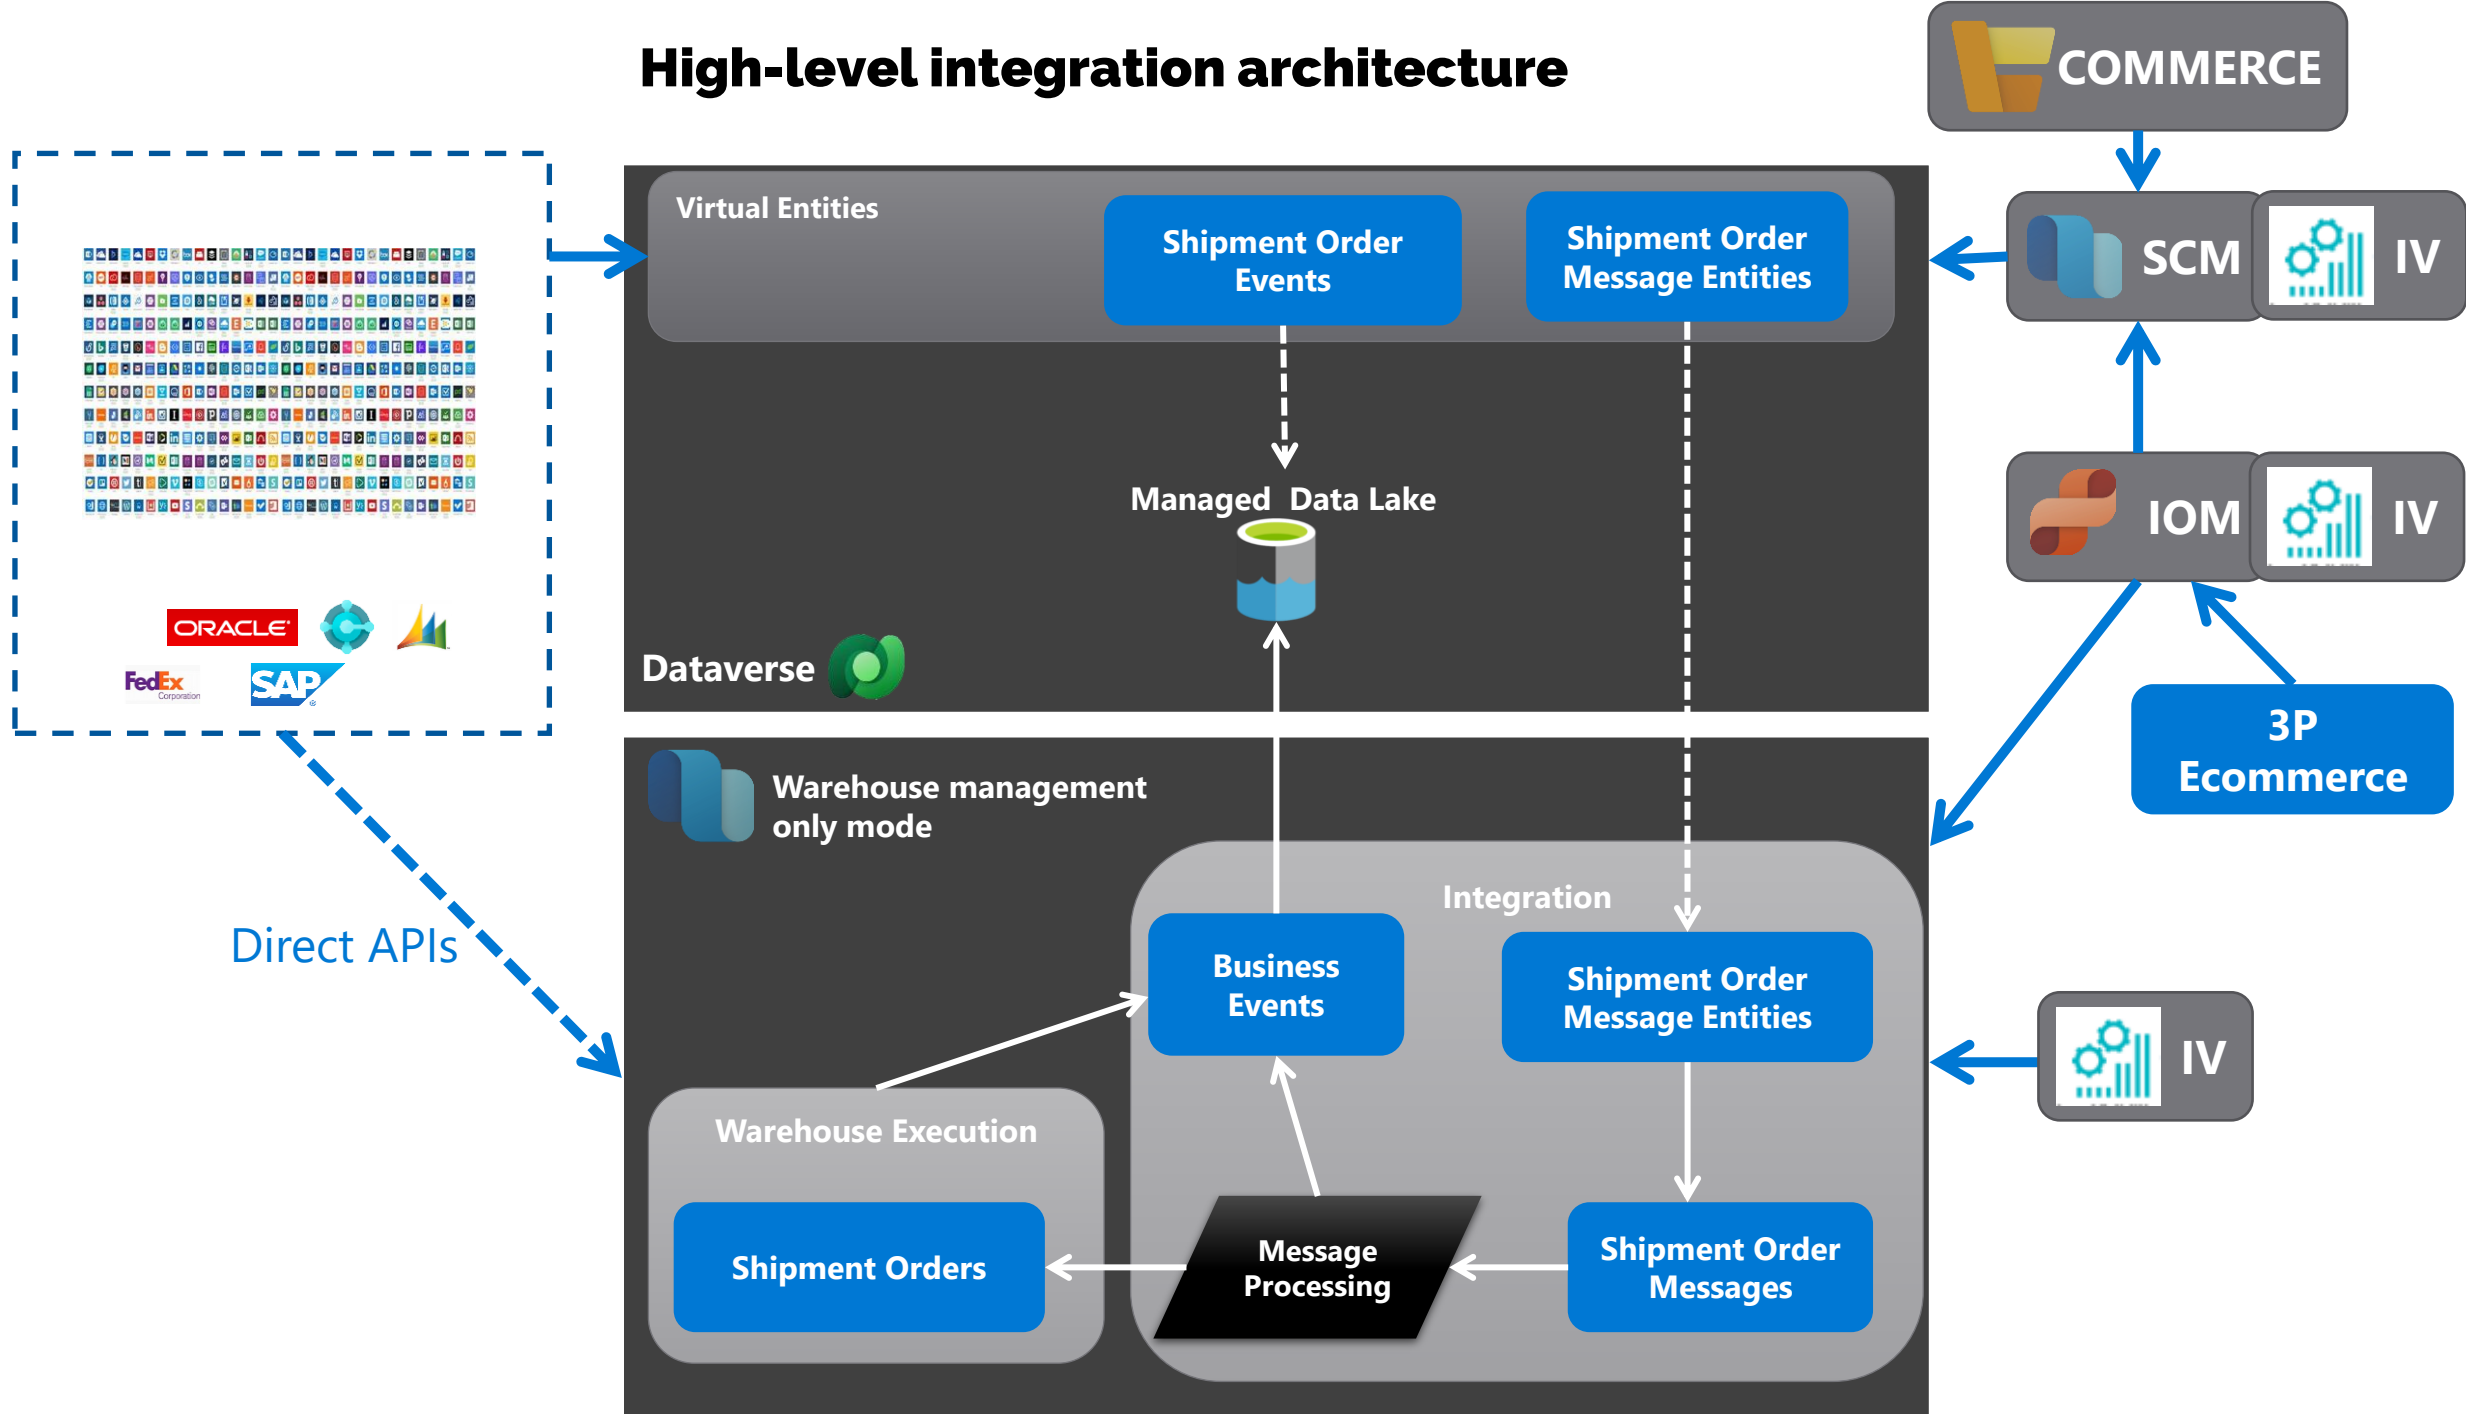 High-level integration architecture
COMMERCE
Virtual Entities
Shipment Order
Events
Shipment Order
Message Entities
SCM
IV
Managed Data Lake
IOM
IV
ORACLE
FedEx
Corporation
SAP
Dataverse
3P
Ecommerce
Warehouse management
only mode
Integration
Direct APIs
Business
Events
Shipment Order
Message Entities
IV
Warehouse Execution
Shipment Orders
Message
Processing
Shipment Order
Messages